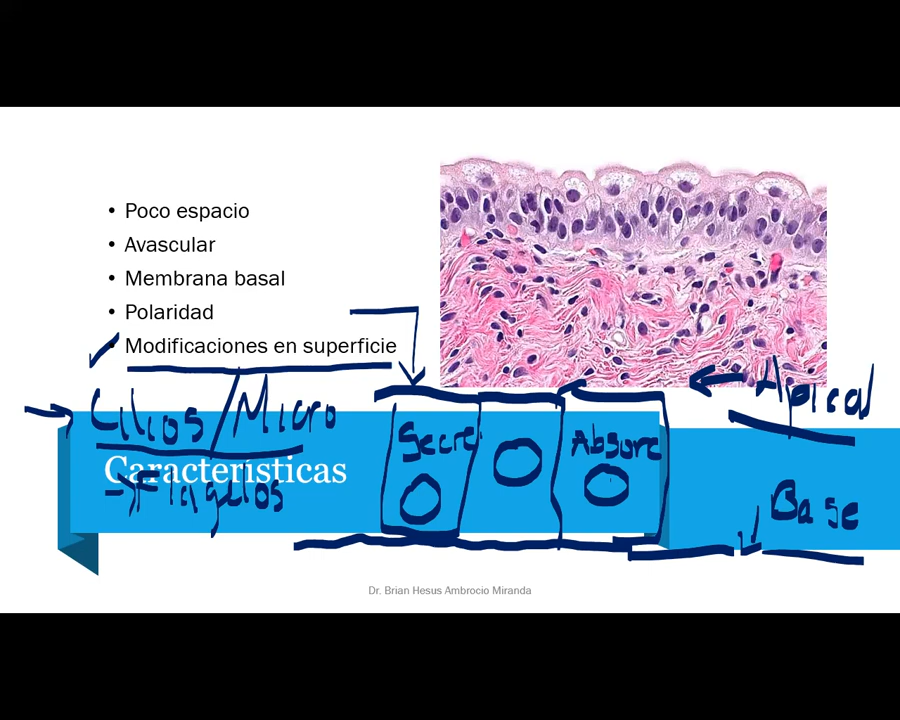 • Poco espacio
• Avascular
• Membrana basal
• Polaridad
• Modificaciones en superficie
Cilios/Micro
Apical
Secre
Absorc
Características
→Flagelos
Base
Dr. Brian Hesus Ambrocio Miranda